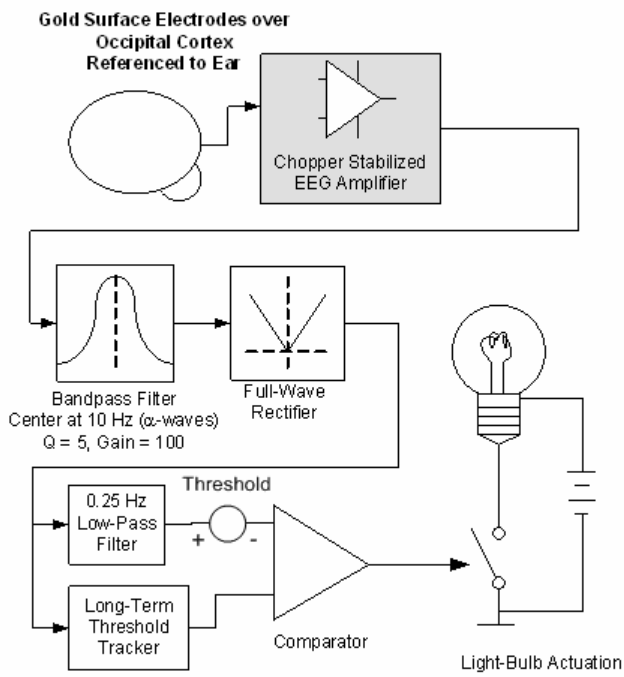 Gold Surface Electrodes over
Occipital Cortex
Referenced to Ear
Chopper Stabilized
EEG Amplifier
Bandpass Filter
Center at 10 Hz (α-waves)
Q = 5, Gain = 100
Full-Wave
Rectifier
0.25 Hz
Low-Pass
Filter
Threshold
+ -
Long-Term
Threshold
Tracker
Comparator
Light-Bulb Actuation